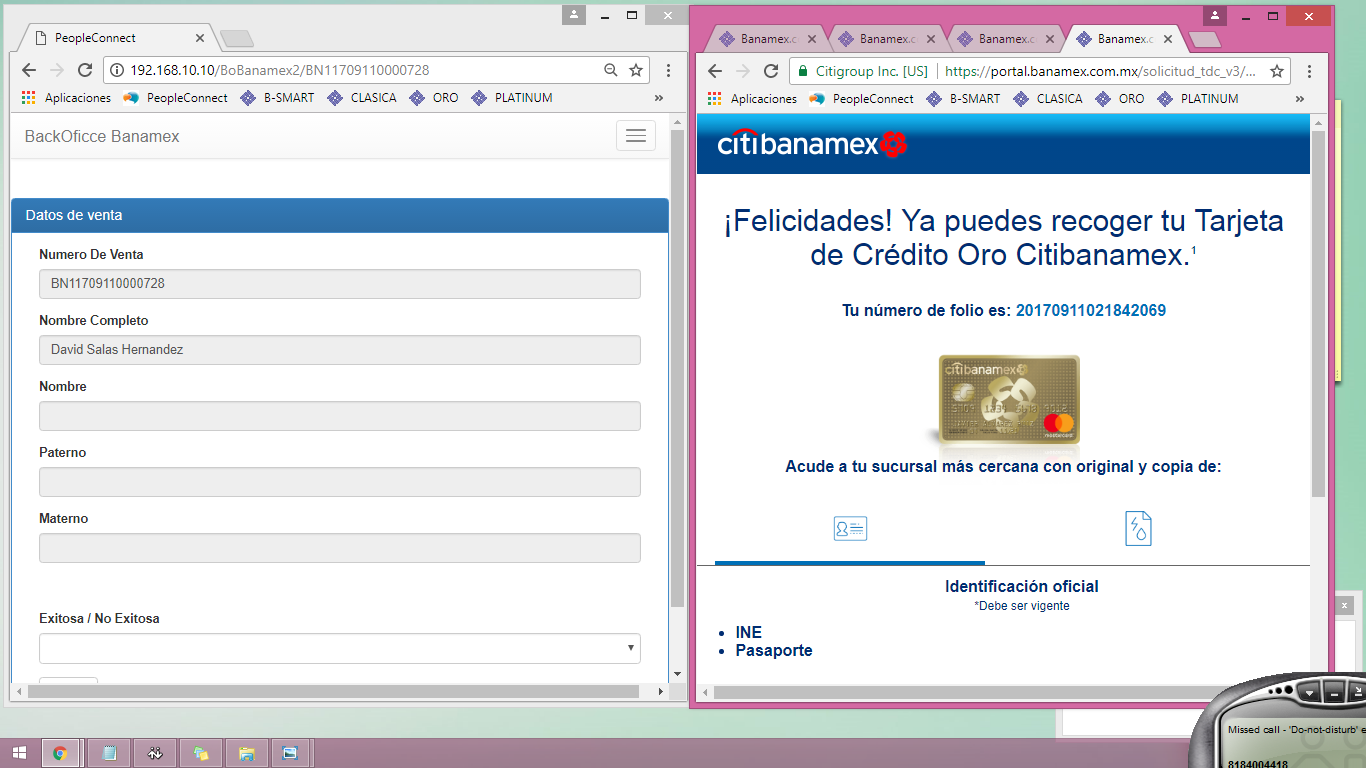 PeopleConnect
192.168.10.10/BoBanamex2/BN11709110000728
Aplicaciones PeopleConnect B-SMART CLASICA ORO PLATINUM »
BackOficce Banamex
Datos de venta
Numero De Venta
BN11709110000728
Nombre Completo
David Salas Hernandez
Nombre
Paterno
Materno
Exitosa / No Exitosa
Banamex.c Banamex.c Banamex.c Banamex.c
Citigroup Inc. [US] https://portal.banamex.com.mx/solicitud_tdc_v3/...
Aplicaciones PeopleConnect B-SMART CLASICA ORO PLATINUM »
citibanamex
¡Felicidades! Ya puedes recoger tu Tarjeta
de Crédito Oro Citibanamex.¹
Tu número de folio es: 20170911021842069
citibanamex
mastercard
Acude a tu sucursal más cercana con original y copia de:
Identificación oficial
*Debe ser vigente
• INE
• Pasaporte
Missed call - 'Do-not-disturb' e
8184004418